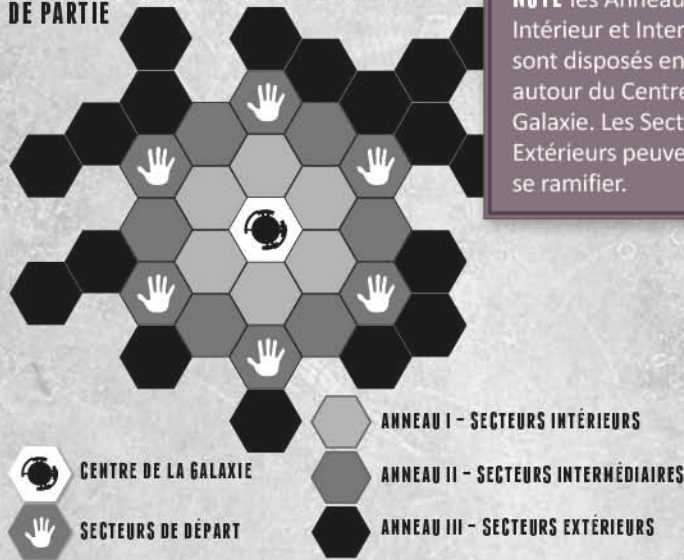 DE PARTIE
NOTE les Anneau
Intérieur et Inter
sont disposés en
autour du Centre
Galaxie. Les Sect
Extérieurs peuve
se ramifier.
CENTRE DE LA GALAXIE
SECTEURS DE DÉPART
ANNEAU I – SECTEURS INTÉRIEURS
ANNEAU II – SECTEURS INTERMÉDIAIRES
ANNEAU III – SECTEURS EXTÉRIEURS